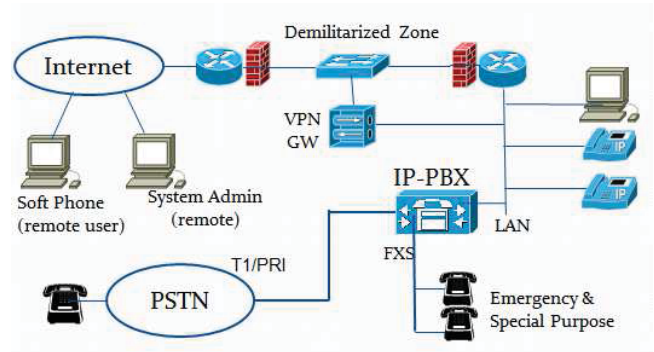 Demilitarized Zone
Internet
VPN
GW
IP
IP-PBX
IP
Soft Phone
(remote user)
System Admin
(remote)
LAN
FXS
T1/PRI
PSTN
Emergency &
Special Purpose